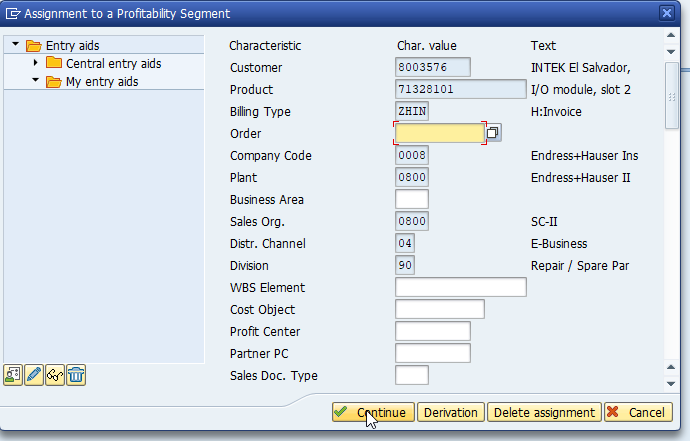 Assignment to a Profitability Segment
Entry aids
Central entry aids
My entry aids
Characteristic Char. value Text
Customer 8003576 INTEK El Salvador,
Product 71328101 I/O module, slot 2
Billing Type ZHIN H:Invoice
Order
Company Code 0008 Endress+Hauser Ins
Plant 0800 Endress+Hauser II
Business Area
Sales Org. 0800 SC-II
Distr. Channel 04 E-Business
Division 90 Repair / Spare Par
WBS Element
Cost Object
Profit Center
Partner PC
Sales Doc. Type
Continue Derivation Delete assignment Cancel